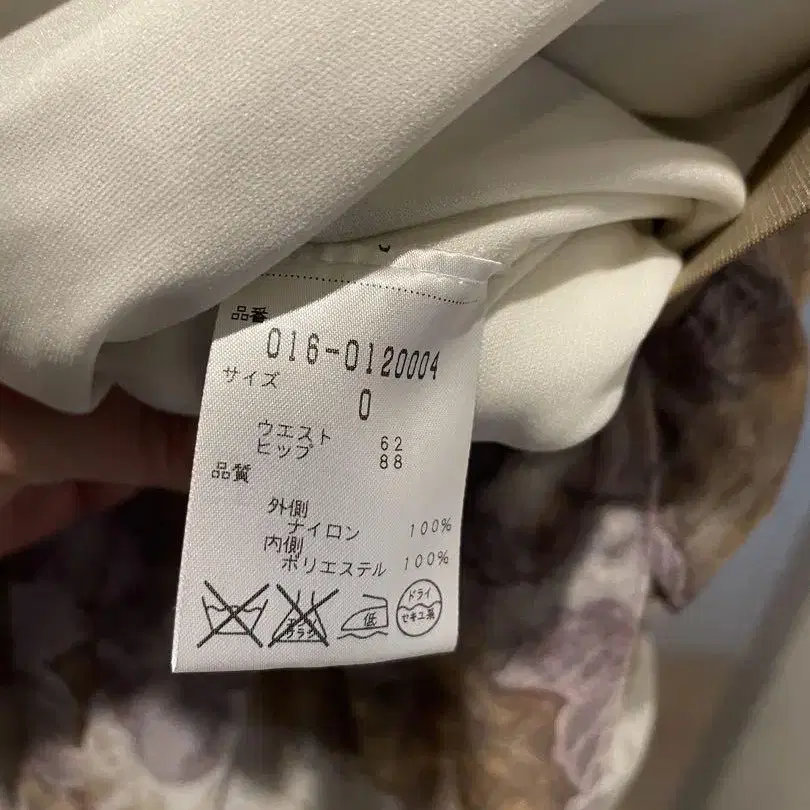 品番
016-0120004
サイズ
0
ウエスト 62
ヒップ 88
品質
外側
ナイロン 100%
内側
ポリエステル 100%
低
ドライ
セキユ系